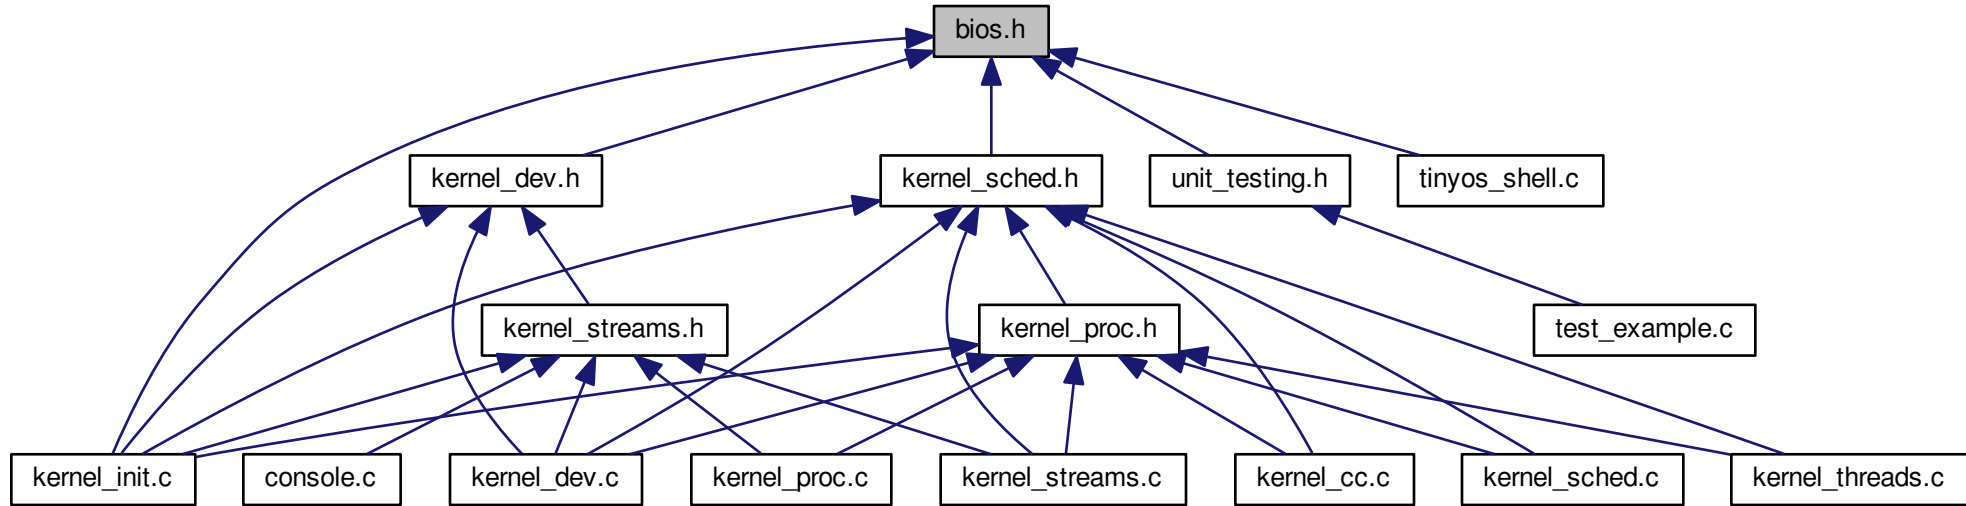 bios.h
kernel_dev.h
kernel_sched.h
unit_testing.h
tinyos_shell.c
kernel_streams.h
kernel_proc.h
test_example.c
kernel_init.c
console.c
kernel_dev.c
kernel_proc.c
kernel_streams.c
kernel_cc.c
kernel_sched.c
kernel_threads.c